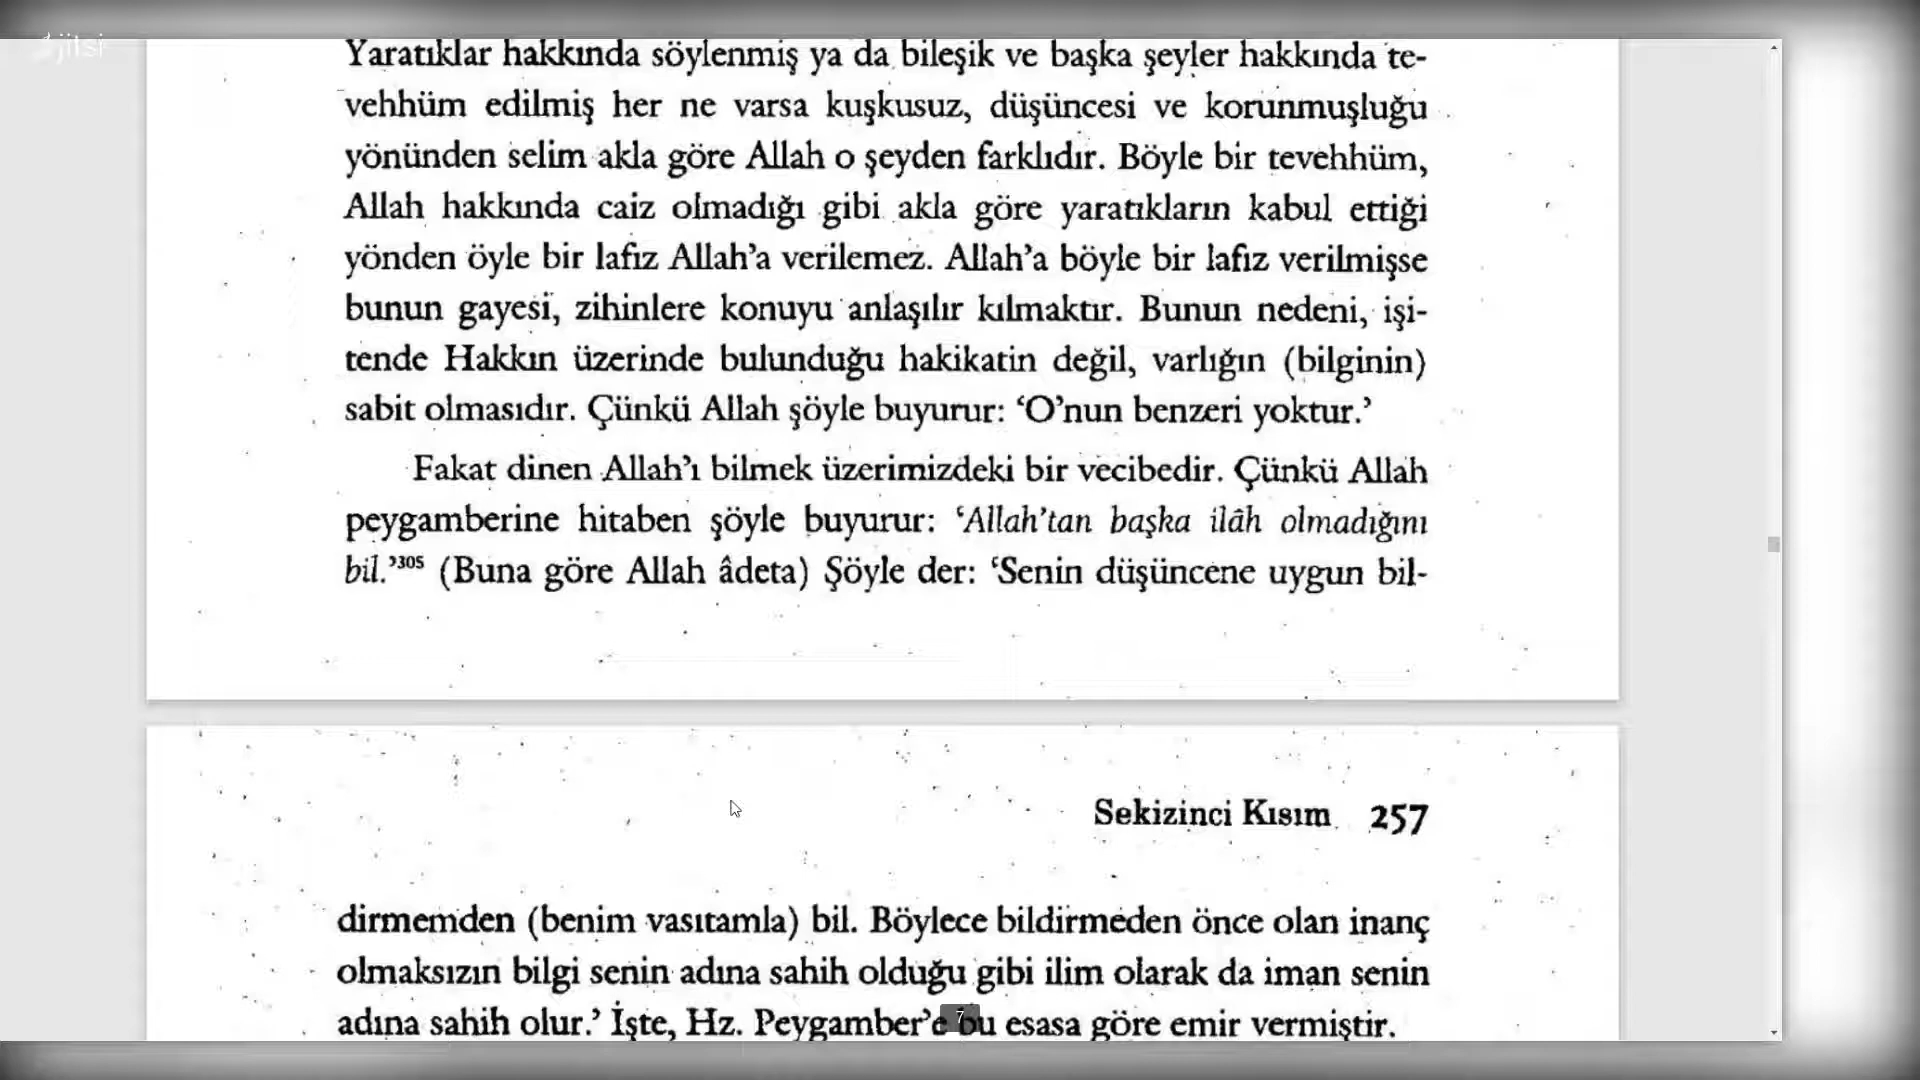 jitsi
Yaratıklar hakkında söylenmiş ya da bileşik ve başka şeyler hakkında te-
vehhüm edilmiş her ne varsa kuşkusuz, düşüncesi ve korunmuşluğu
yönünden selim akla göre Allah o şeyden farklıdır. Böyle bir tevehhüm,
Allah hakkında caiz olmadığı gibi akla göre yaratıkların kabul ettiği
yönden öyle bir lafız Allah’a verilemez. Allah’a böyle bir lafız verilmişse
bunun gayesi, zihinlere konuyu anlaşılır kılmaktır. Bunun nedeni, işi-
tende Hakkın üzerinde bulunduğu hakikatin değil, varlığın (bilginin)
sabit olmasıdır. Çünkü Allah şöyle buyurur: ‘O’nun benzeri yoktur.’
Fakat dinen Allah’ı bilmek üzerimizdeki bir vecibedir. Çünkü Allah
peygamberine hitaben şöyle buyurur: ‘Allah’tan başka ilâh olmadığını
bil.’305 (Buna göre Allah âdeta) Şöyle der: ‘Senin düşüncene uygun bil-
Sekizinci Kısım 257
dirmemden (benim vasıtamla) bil. Böylece bildirmeden önce olan inanç
olmaksızın bilgi senin adına sahih olduğu gibi ilim olarak da iman senin
adına sahih olur.’ İşte, Hz. Peygamber’e bu esasa göre emir vermiştir.
7